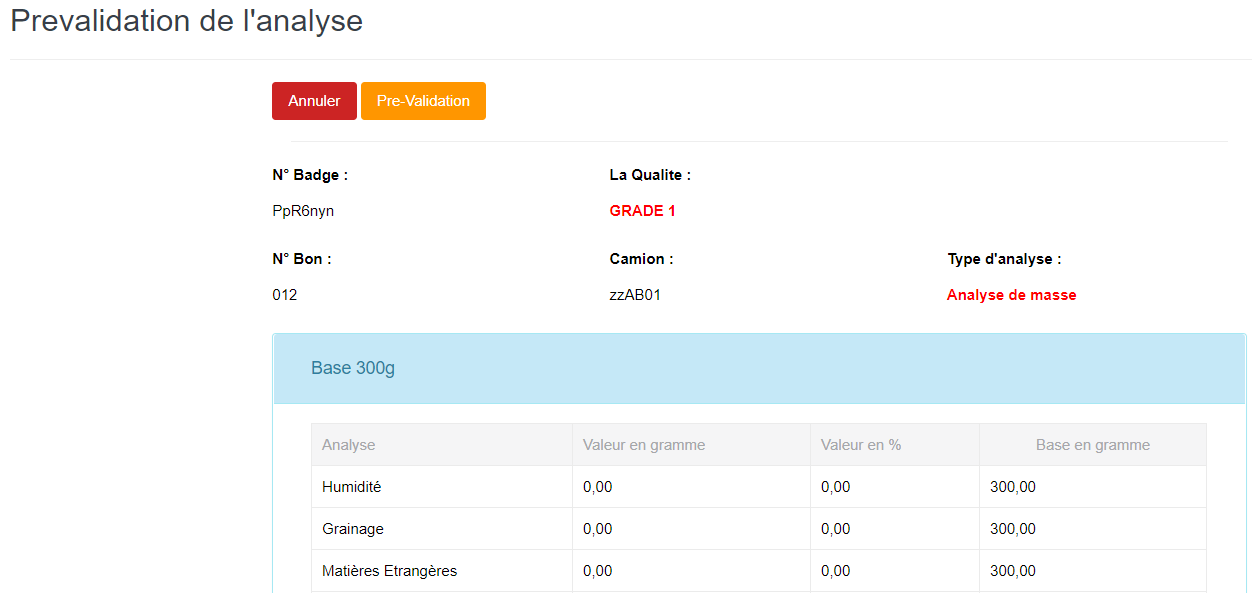 Prevalidation de l'analyse
Annuler Pre-Validation
N° Badge : La Qualite :
PpR6nyn GRADE 1
N° Bon : Camion : Type d'analyse :
012 zzAB01 Analyse de masse
Base 300g
Analyse Valeur en gramme Valeur en % Base en gramme
Humidité 0,00 0,00 300,00
Grainage 0,00 0,00 300,00
Matières Etrangères 0,00 0,00 300,00